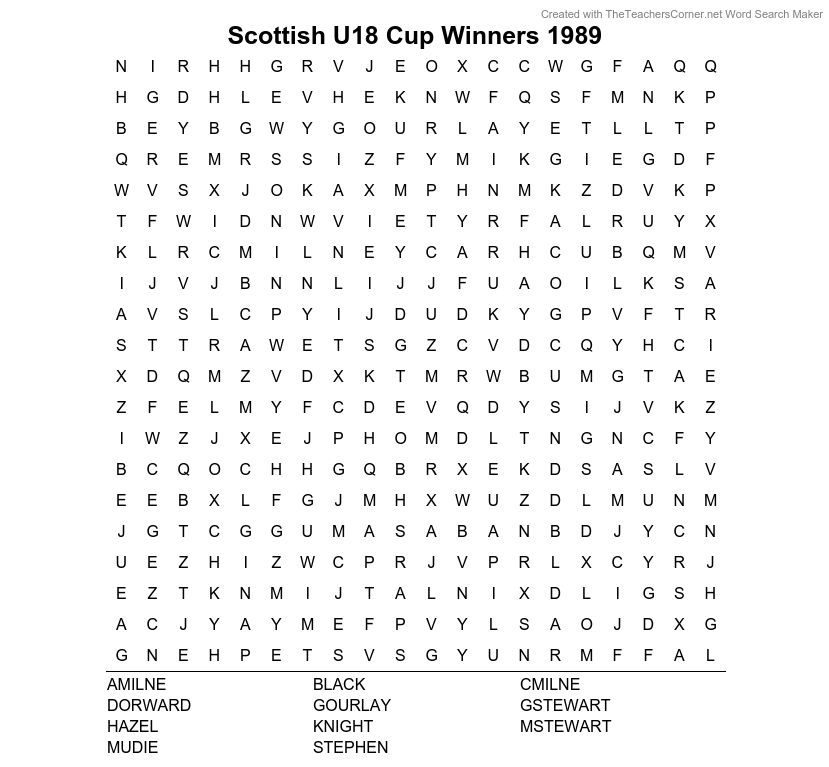 Created with TheTeachersCorner.net Word Search Maker
Scottish U18 Cup Winners 1989
N I R H H G R V J E O X C C W G F A Q Q
H G D H L E V H E K N W F Q S F M N K P
B E Y B G W Y G O U R L A Y E T L L T P
Q R E M R S S I Z F Y M I K G I E G D F
W V S X J O K A X M P H N M K Z D V K P
T F W I D N W V I E T Y R F A L R U Y X
K L R C M I L N E Y C A R H C U B Q M V
I J V J B N N L I J J F U A O I L K S A
A V S L C P Y I J D U D K Y G P V F T R
S T T R A W E T S G Z C V D C Q Y H C I
X D Q M Z V D X K T M R W B U M G T A E
Z F E L M Y F C D E V Q D Y S I J V K Z
I W Z J X E J P H O M D L T N G N C F Y
B C Q O C H H G Q B R X E K D S A S L V
E E B X L F G J M H X W U Z D L M U N M
J G T C G G U M A S A B A N B D J Y C N
U E Z H I Z W C P R J V P R L X C Y R J
E Z T K N M I J T A L N I X D L I G S H
A C J Y A Y M E F P V Y L S A O J D X G
G N E H P E T S V S G Y U N R M F F A L
AMILNE BLACK CMILNE
DORWARD GOURLAY GSTEWART
HAZEL KNIGHT MSTEWART
MUDIE STEPHEN